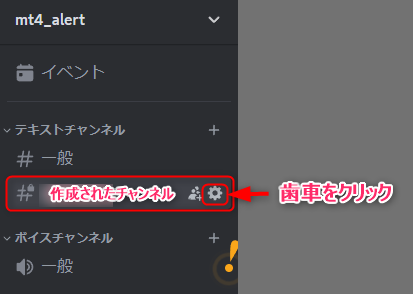 mt4_alert
イベント
テキストチャンネル
一般
作成されたチャンネル
歯車をクリック
ボイスチャンネル
一般